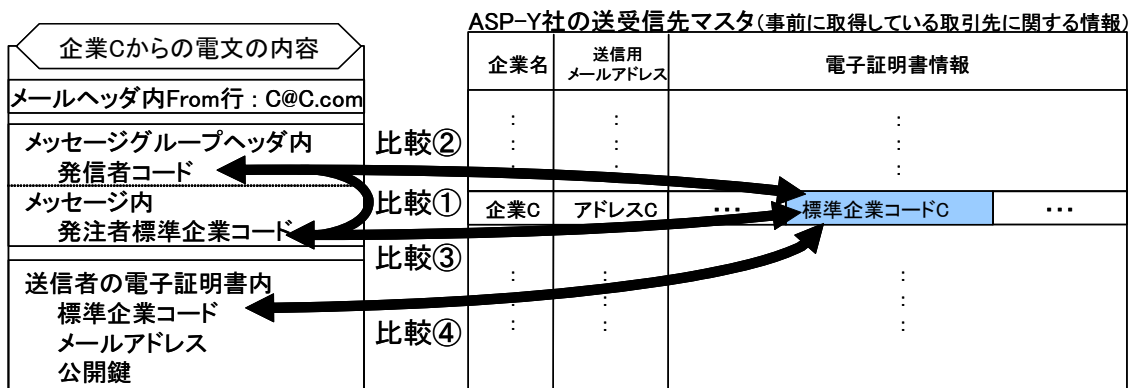 ASP-Y社の送受信先マスタ(事前に取得している取引先に関する情報)
企業Cからの電文の内容
メールヘッダ内From行:C@C.com
メッセージグループヘッダ内
発信者コード
メッセージ内
発注者標準企業コード
送信者の電子証明書内
標準企業コード
メールアドレス
公開鍵
比較②
比較①
比較③
比較④
企業名 送信用メールアドレス 電子証明書情報
: : :
: : :
: : :
企業C アドレスC ・・・ 標準企業コードC ・・・
: : :
: : :
: : :